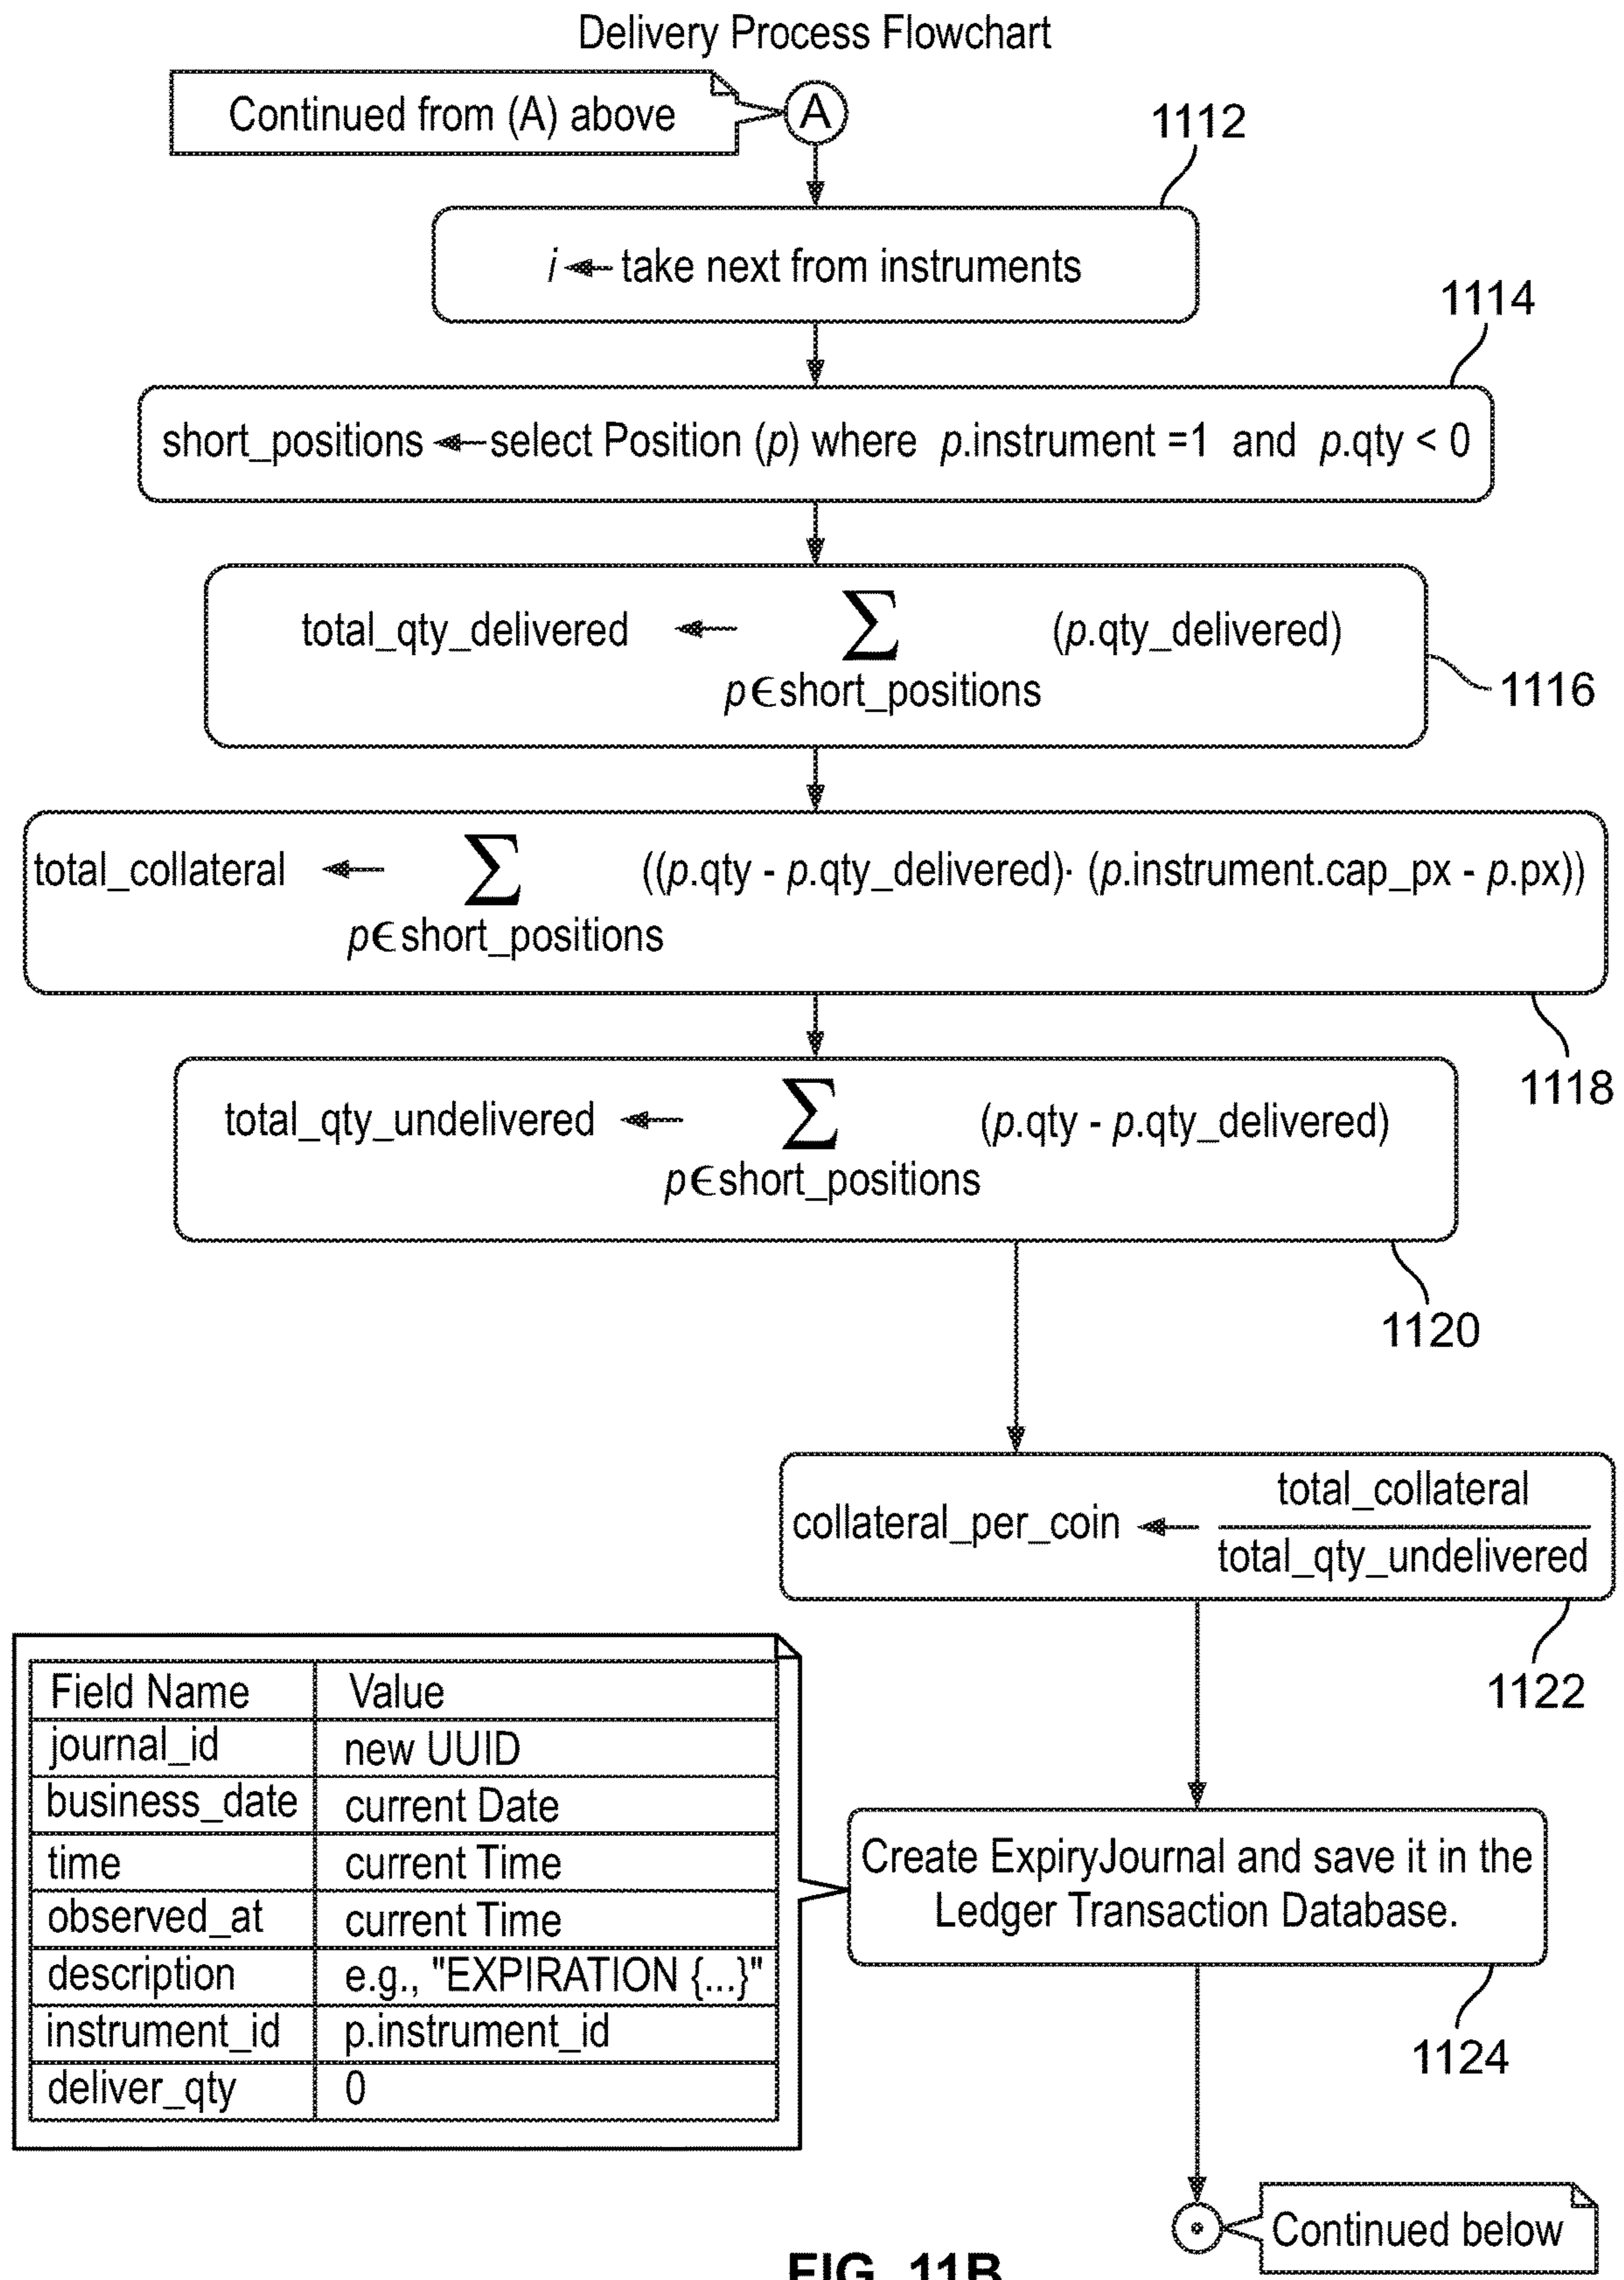 Delivery Process Flowchart
Continued from (A) above
A
1112
i ← take next from instruments
1114
short_positions ← select Position (p) where p.instrument =1 and p.qty < 0
total_qty_delivered ← ∑ (p.qty_delivered)
p∈short_positions
1116
total_collateral ← ∑ ((p.qty - p.qty_delivered)· (p.instrument.cap_px - p.px))
p∈short_positions
1118
total_qty_undelivered ← ∑ (p.qty - p.qty_delivered)
p∈short_positions
1120
total_collateral
collateral_per_coin ←
total_qty_undelivered
1122
Field Name Value
journal_id new UUID
business_date current Date
time current Time
observed_at current Time
description e.g., "EXPIRATION {...}"
instrument_id p.instrument_id
deliver_qty 0
Create ExpiryJournal and save it in the
Ledger Transaction Database.
1124
Continued below
FIG. 11B